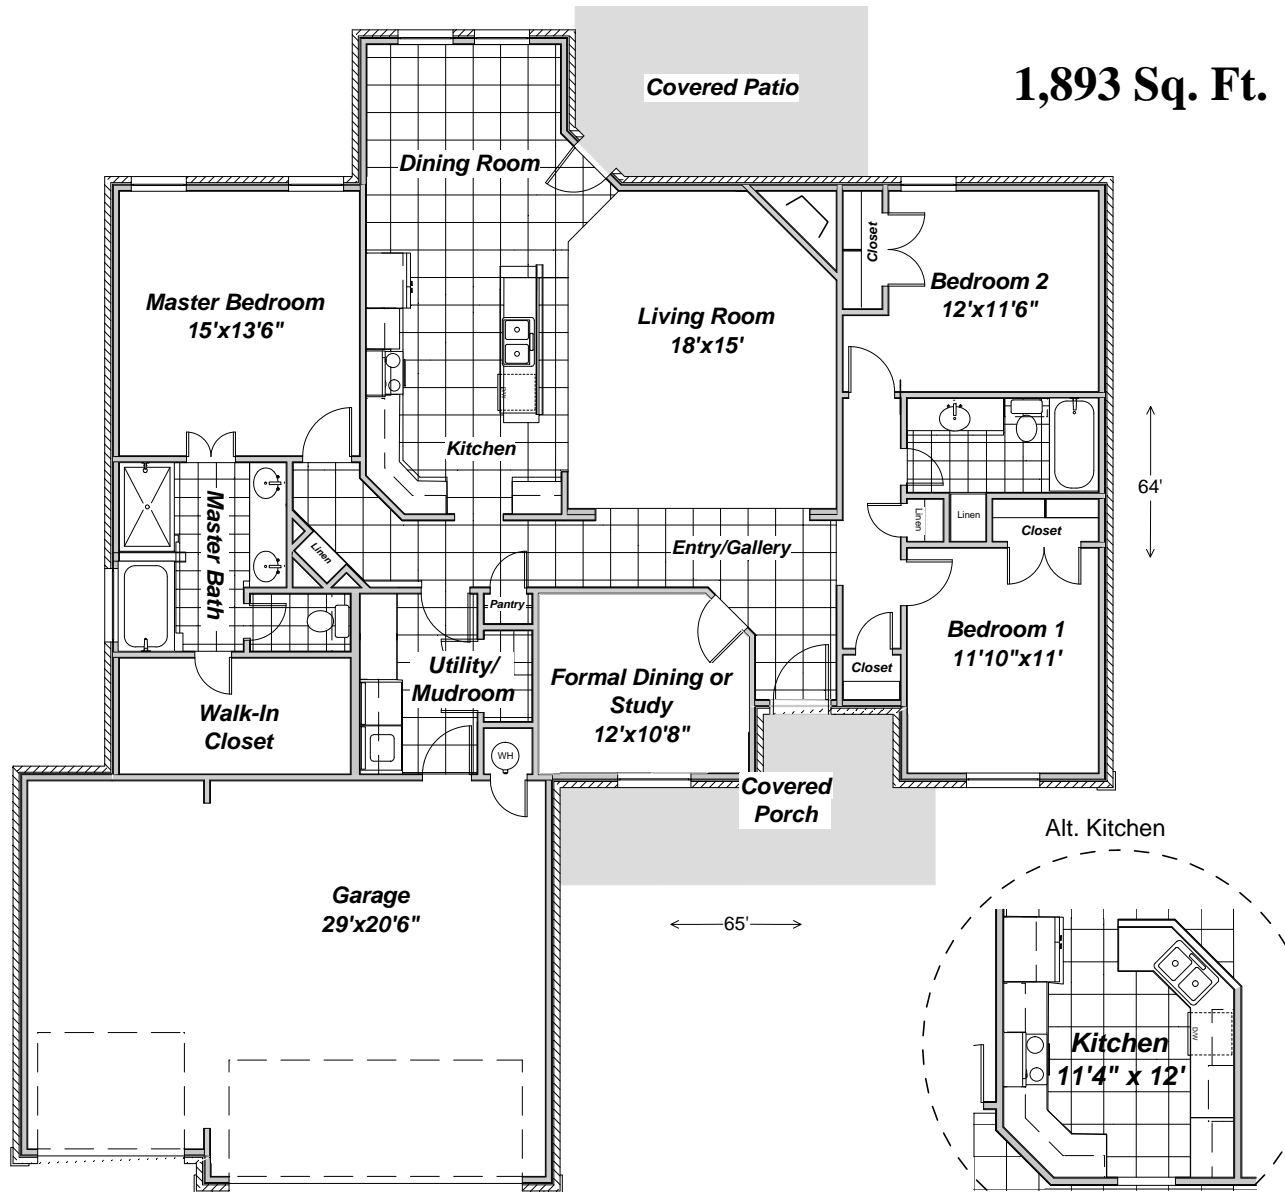 1,893 Sq. Ft.
Covered Patio
Dining Room
Master Bedroom
15'x13'6"
Living Room
18'x15'
Closet
Bedroom 2
12'x11'6"
D/W
Kitchen
64'
Master Bath
Linen
Linen
Linen
Closet
Entry/Gallery
Pantry
Bedroom 1
11'10"x11'
Utility/
Mudroom
Formal Dining or
Study
12'x10'8"
Closet
Walk-In
Closet
WH
Covered
Porch
Alt. Kitchen
Garage
29'x20'6"
65'
D/W
Kitchen
11'4" x 12'